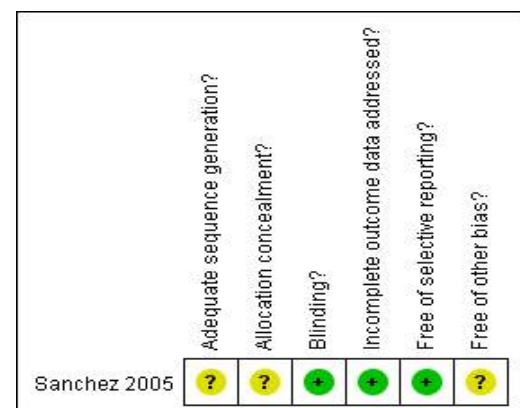 Adequate sequence generation?
Allocation concealment?
Blinding?
Incomplete outcome data addressed?
Free of selective reporting?
Free of other bias?
Sanchez 2005 ? ? + + + ?